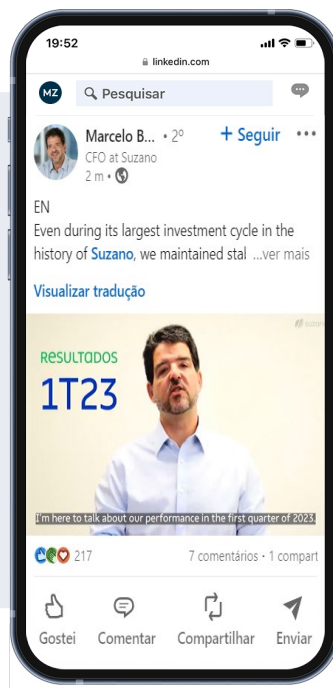 19:52
linkedin.com
MZ
Pesquisar
Marcelo B... • 2º
+ Seguir
CFO at Suzano
2 m •
EN
Even during its largest investment cycle in the
history of Suzano, we maintained stal ...ver mais
Visualizar tradução
suzano
RESULTADOS
1T23
I'm here to talk about our performance in the first quarter of 2023.
217
7 comentários • 1 compart
Gostei
Comentar
Compartilhar
Enviar